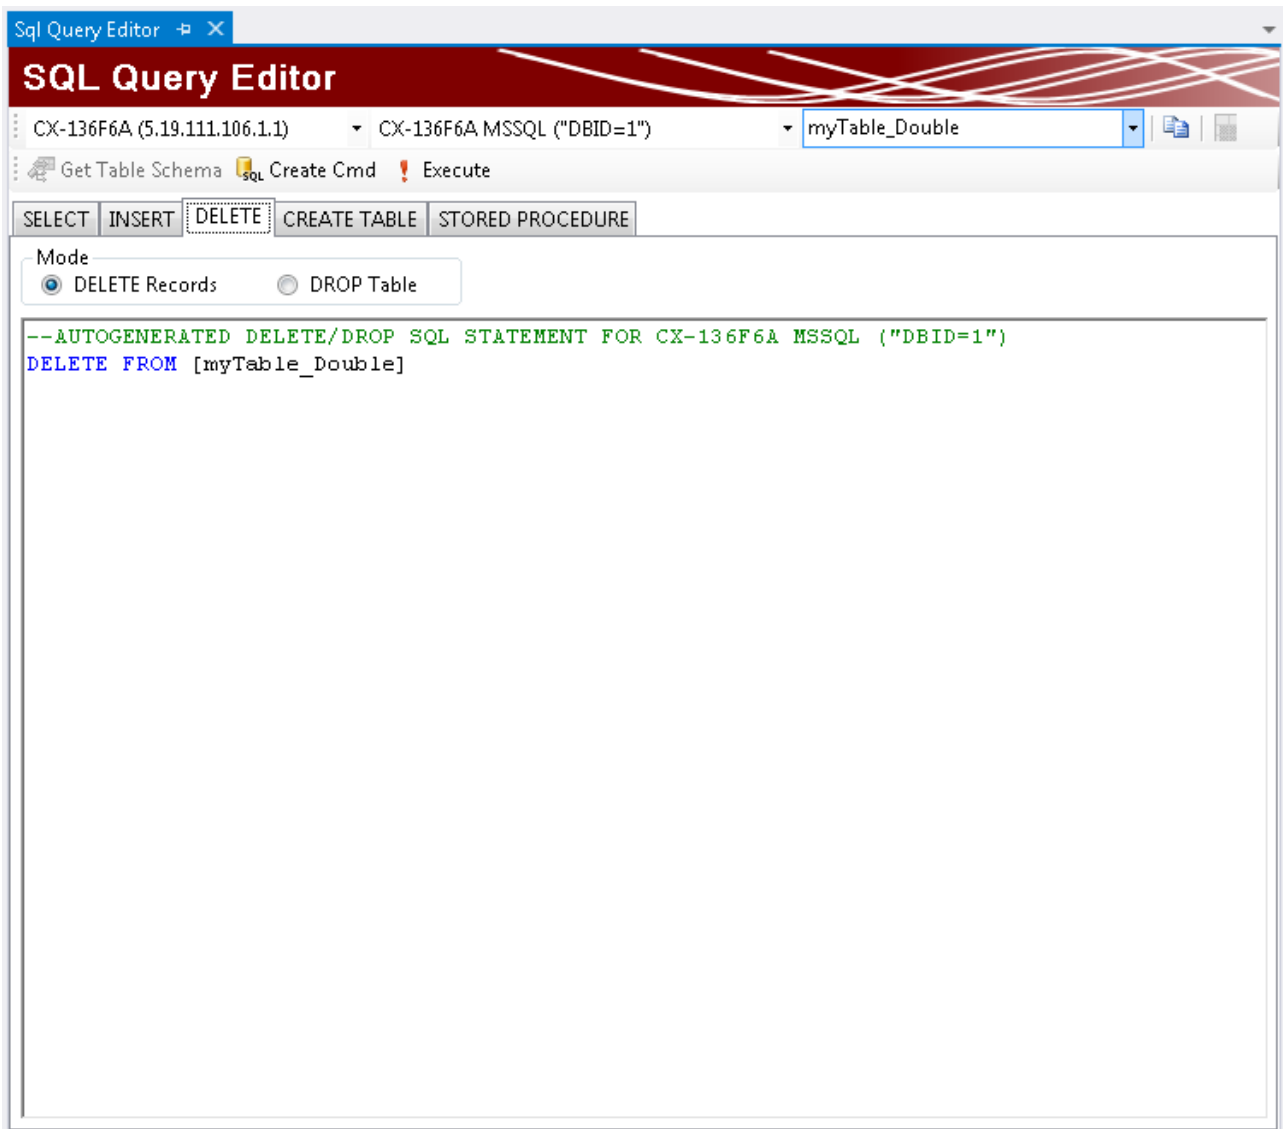 Sql Query Editor
SQL Query Editor
CX-136F6A (5.19.111.106.1.1) CX-136F6A MSSQL ("DBID=1") myTable_Double
Get Table Schema SQL Create Cmd Execute
SELECT INSERT DELETE CREATE TABLE STORED PROCEDURE
Mode
DELETE Records DROP Table
--AUTOGENERATED DELETE/DROP SQL STATEMENT FOR CX-136F6A MSSQL ("DBID=1")
DELETE FROM [myTable_Double]